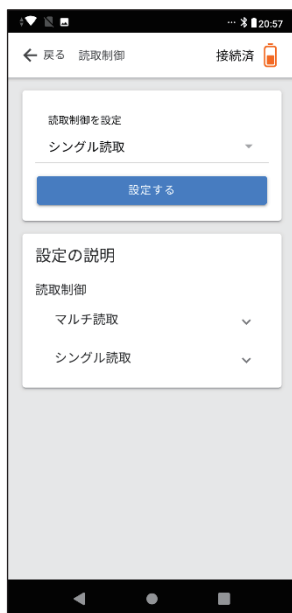 20:57
戻る 読取制御 接続済
読取制御を設定
シングル読取
設定する
設定の説明
読取制御
マルチ読取
シングル読取